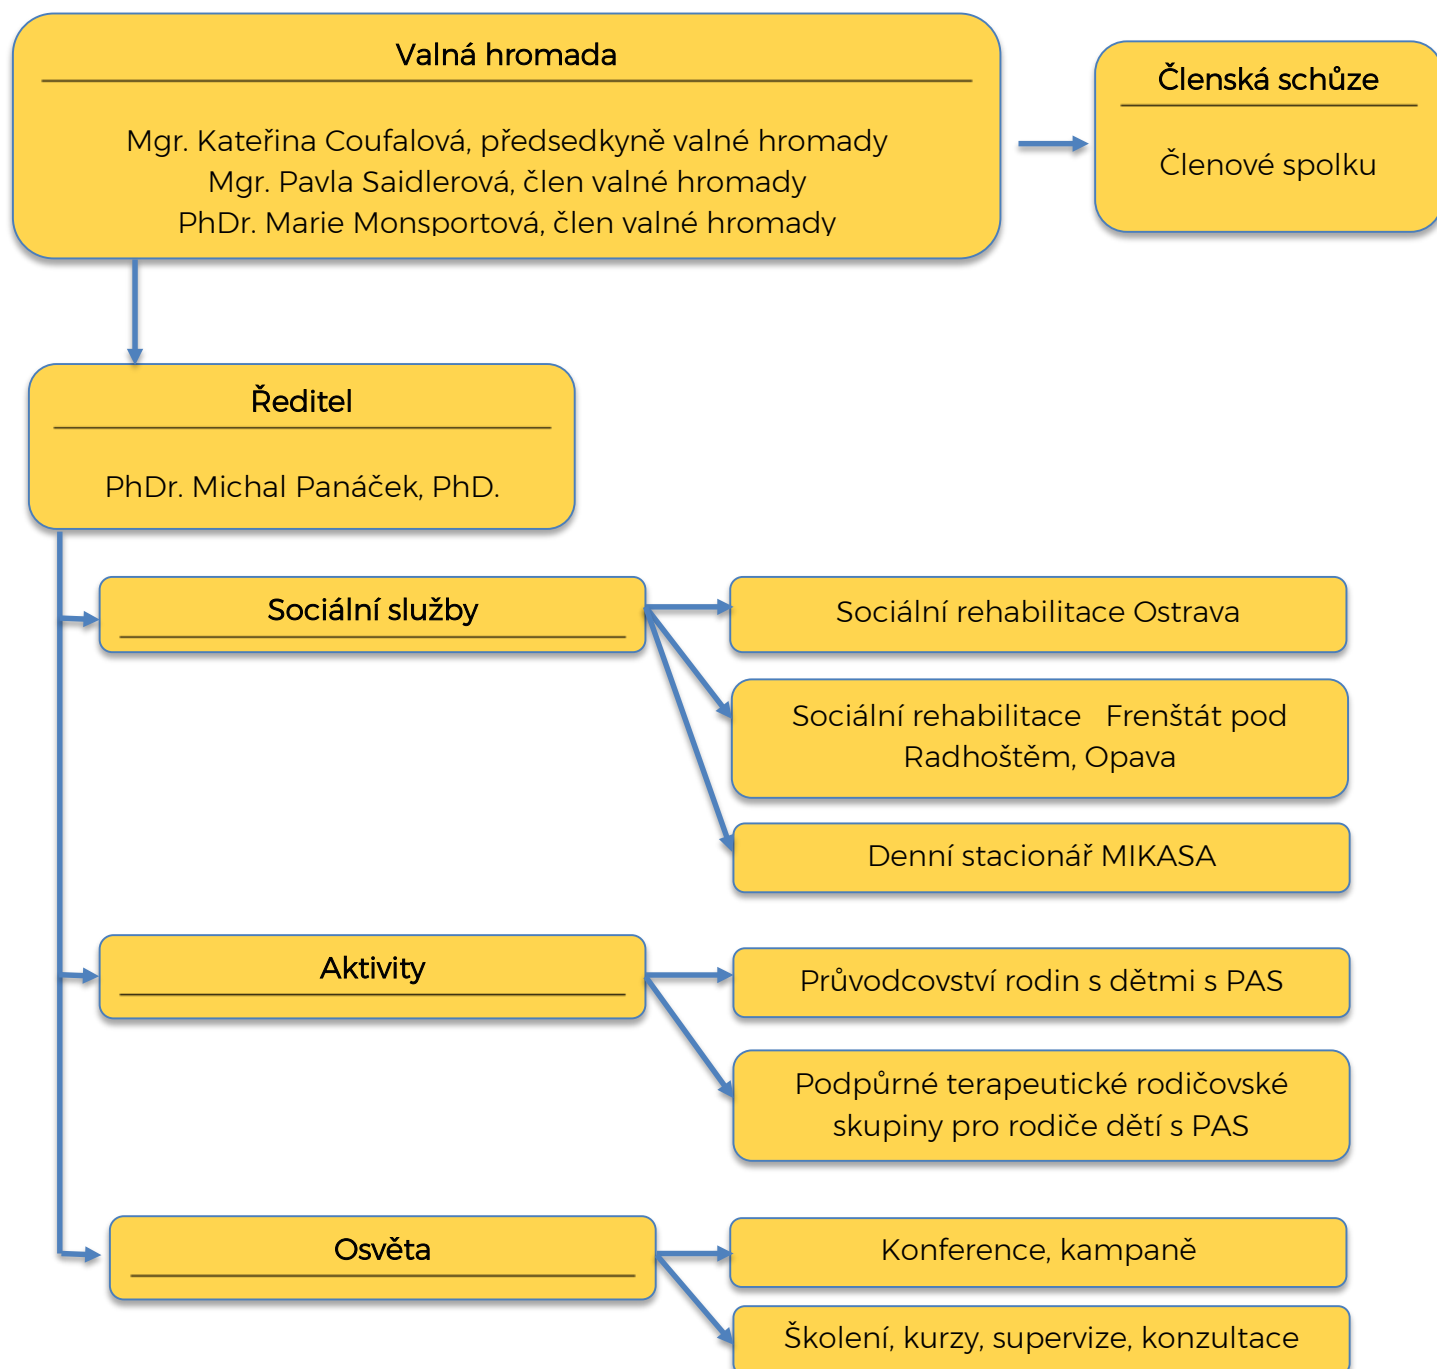 Valná hromada
Mgr. Kateřina Coufalová, předsedkyně valné hromady
Mgr. Pavla Saidlerová, člen valné hromady
PhDr. Marie Monsportová, člen valné hromady
Členská schůze
Členové spolku
Ředitel
PhDr. Michal Panáček, PhD.
Sociální služby
Sociální rehabilitace Ostrava
Sociální rehabilitace Frenštát pod
Radhoštěm, Opava
Denní stacionář MIKASA
Aktivity
Průvodcovství rodin s dětmi s PAS
Podpůrné terapeutické rodičovské
skupiny pro rodiče dětí s PAS
Osvěta
Konference, kampaně
Školení, kurzy, supervize, konzultace